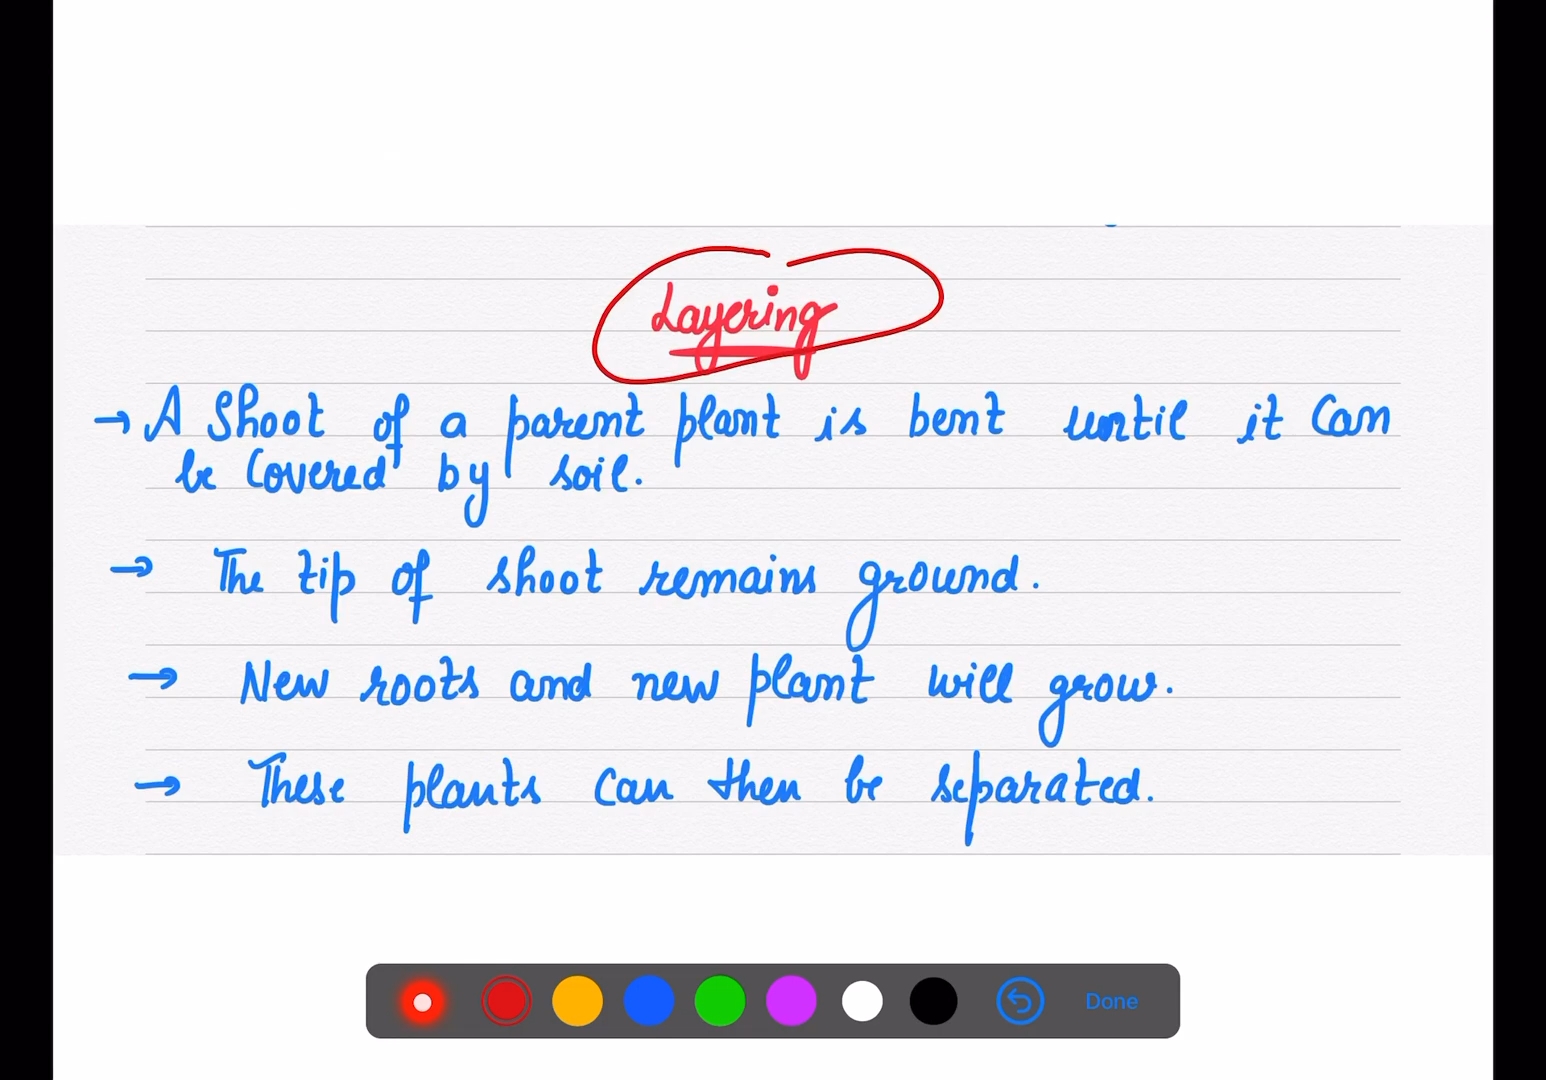 Layering
→ A Shoot of a parent plant is bent until it Can
be Covered by soil.
→ The tip of shoot remains ground.
→ New roots and new plant will grow.
→ These plants can then be separated.
Done